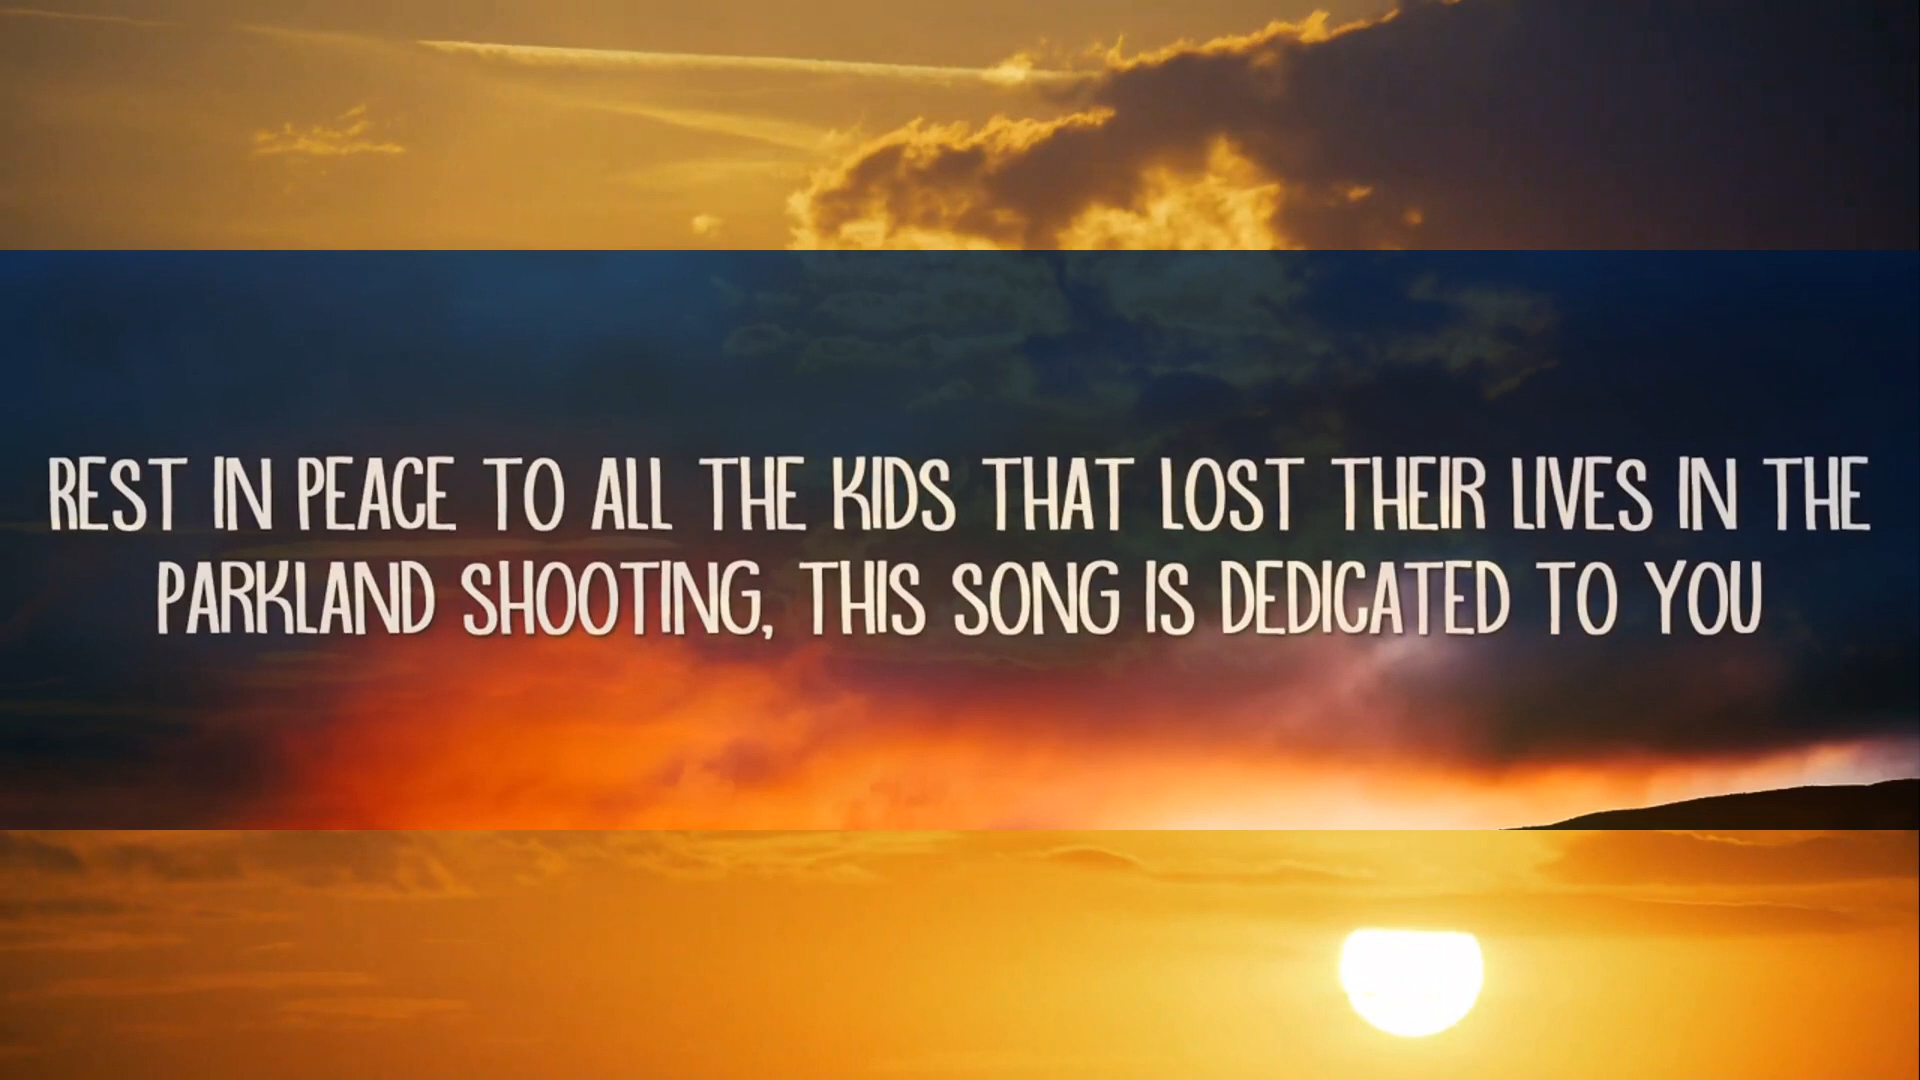 REST IN PEACE TO ALL THE KIDS THAT LOST THEIR LIVES IN THE
PARKLAND SHOOTING, THIS SONG IS DEDICATED TO YOU